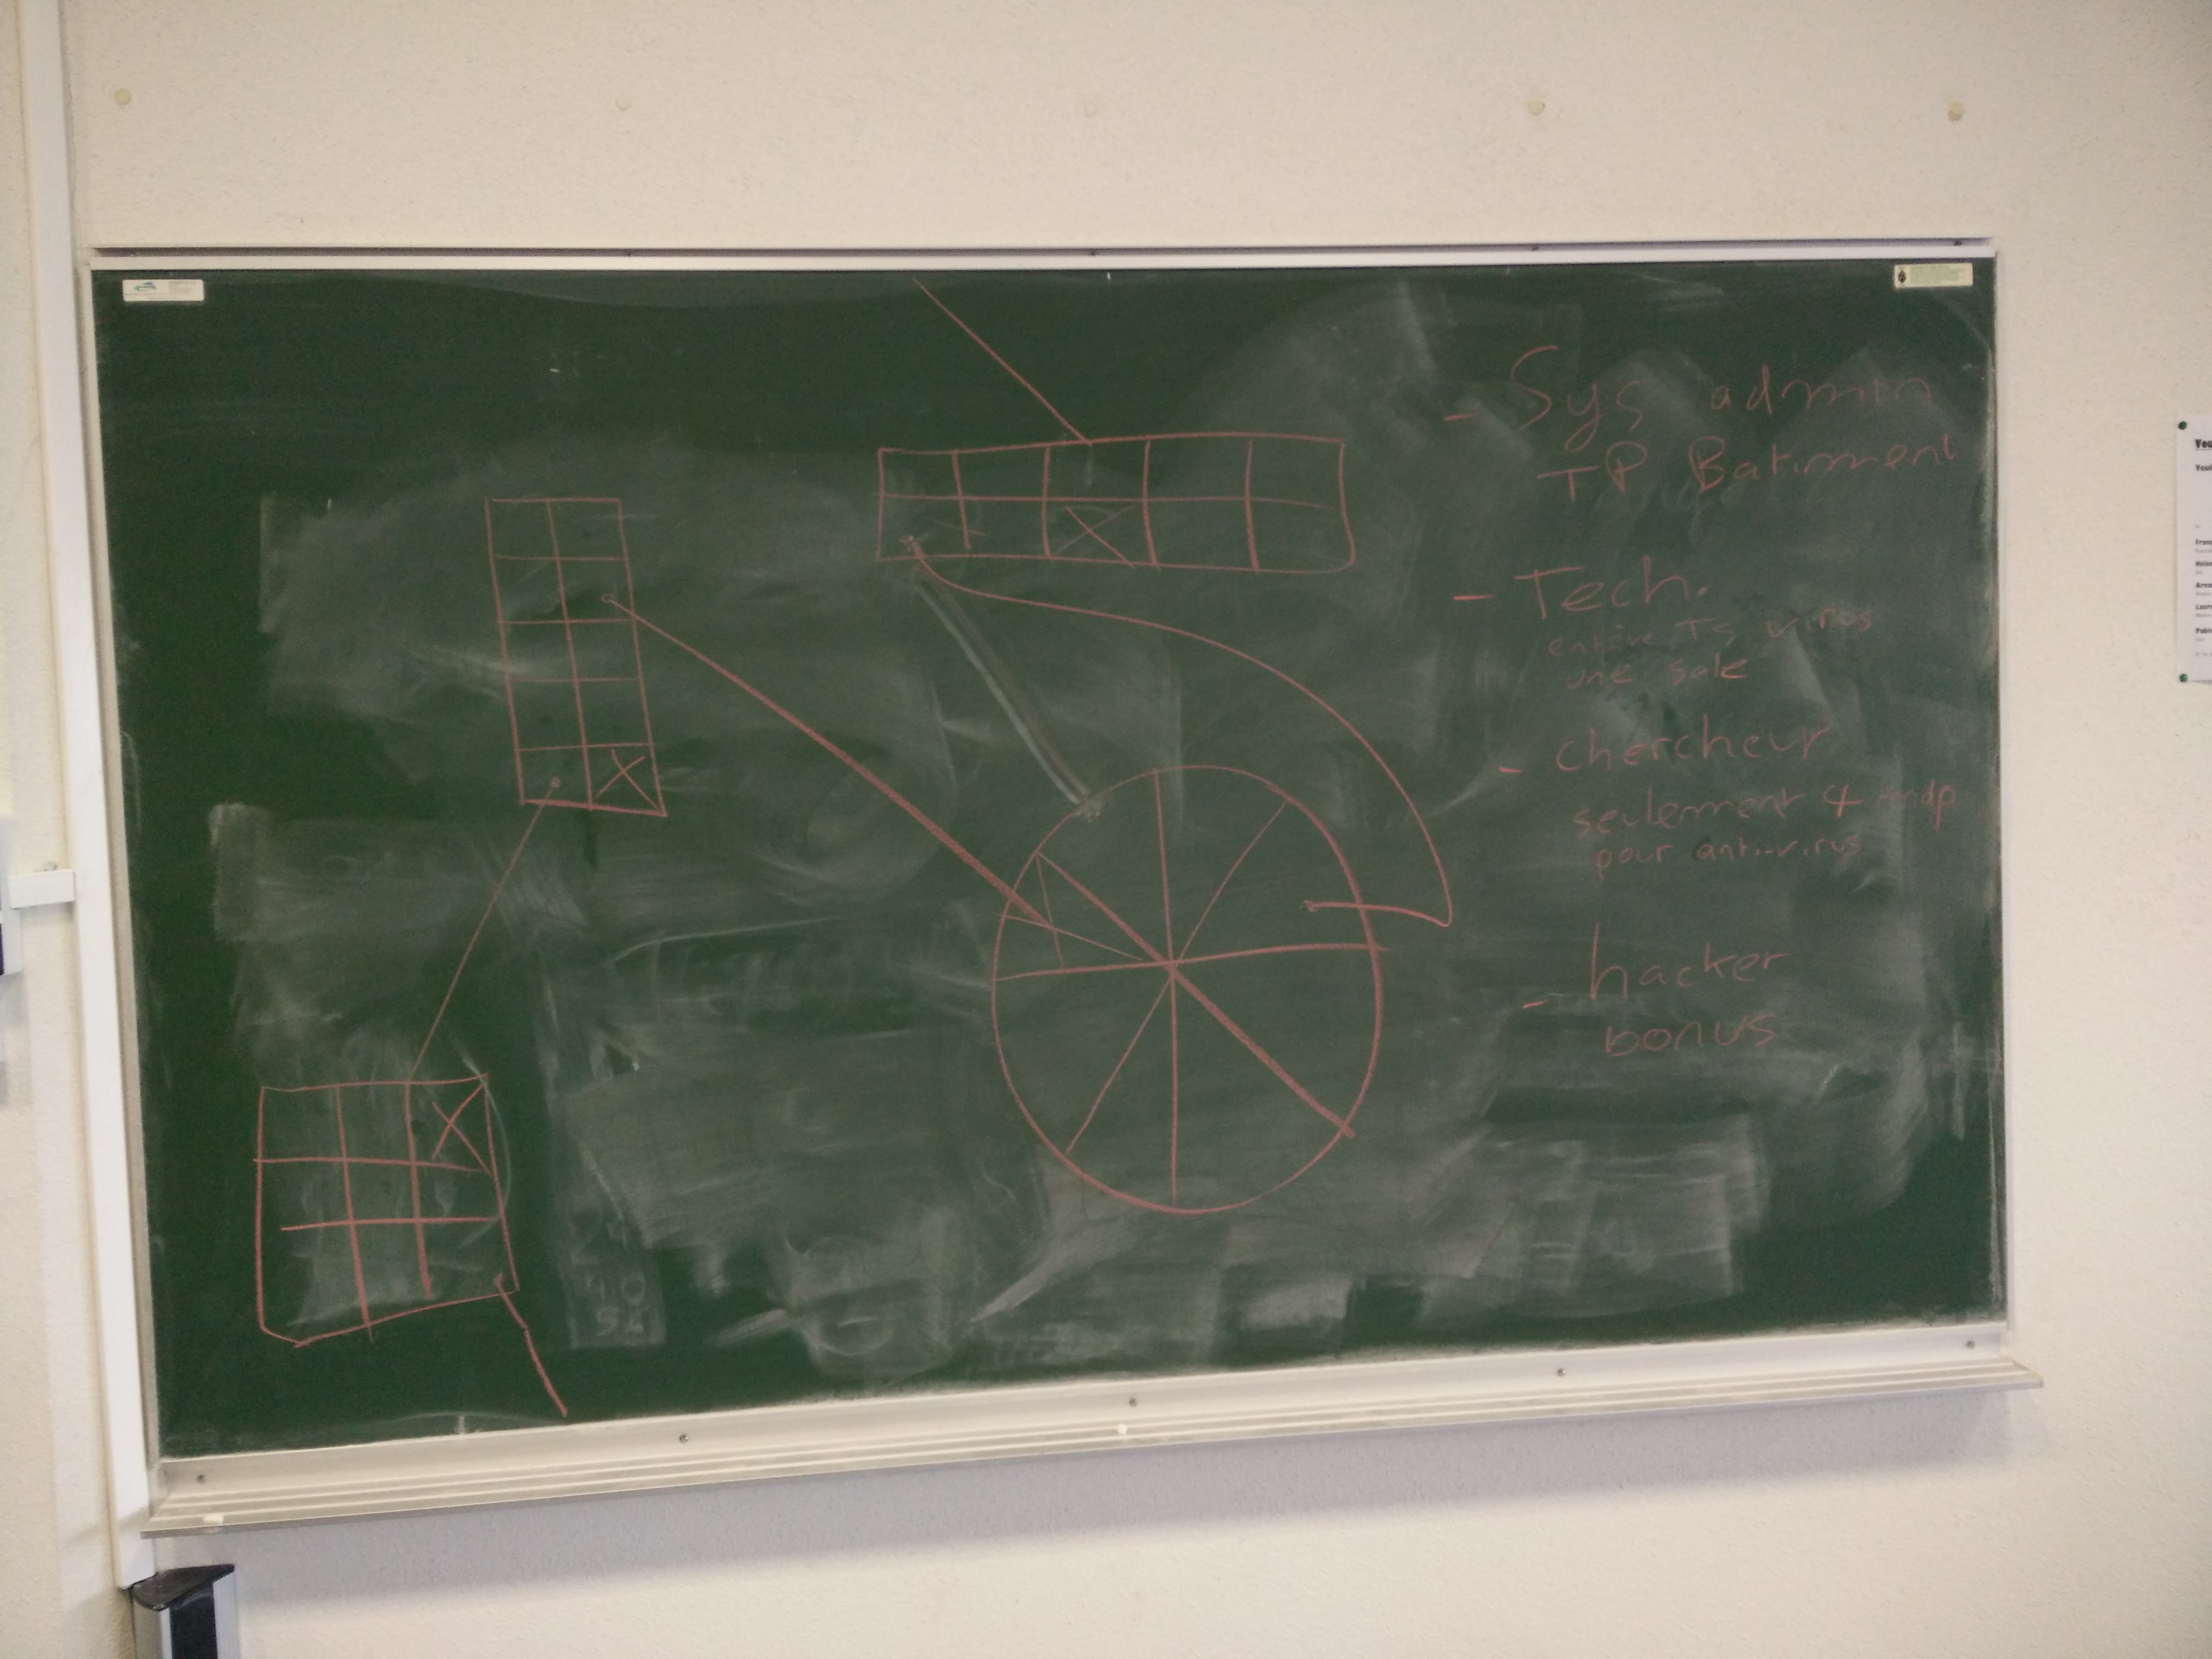 - Sys admin
TP Batiment
- Tech.
enlève Ts virus
une sale
- chercheur
seulement 4 mdp
pour anti-virus
- hacker
bonus